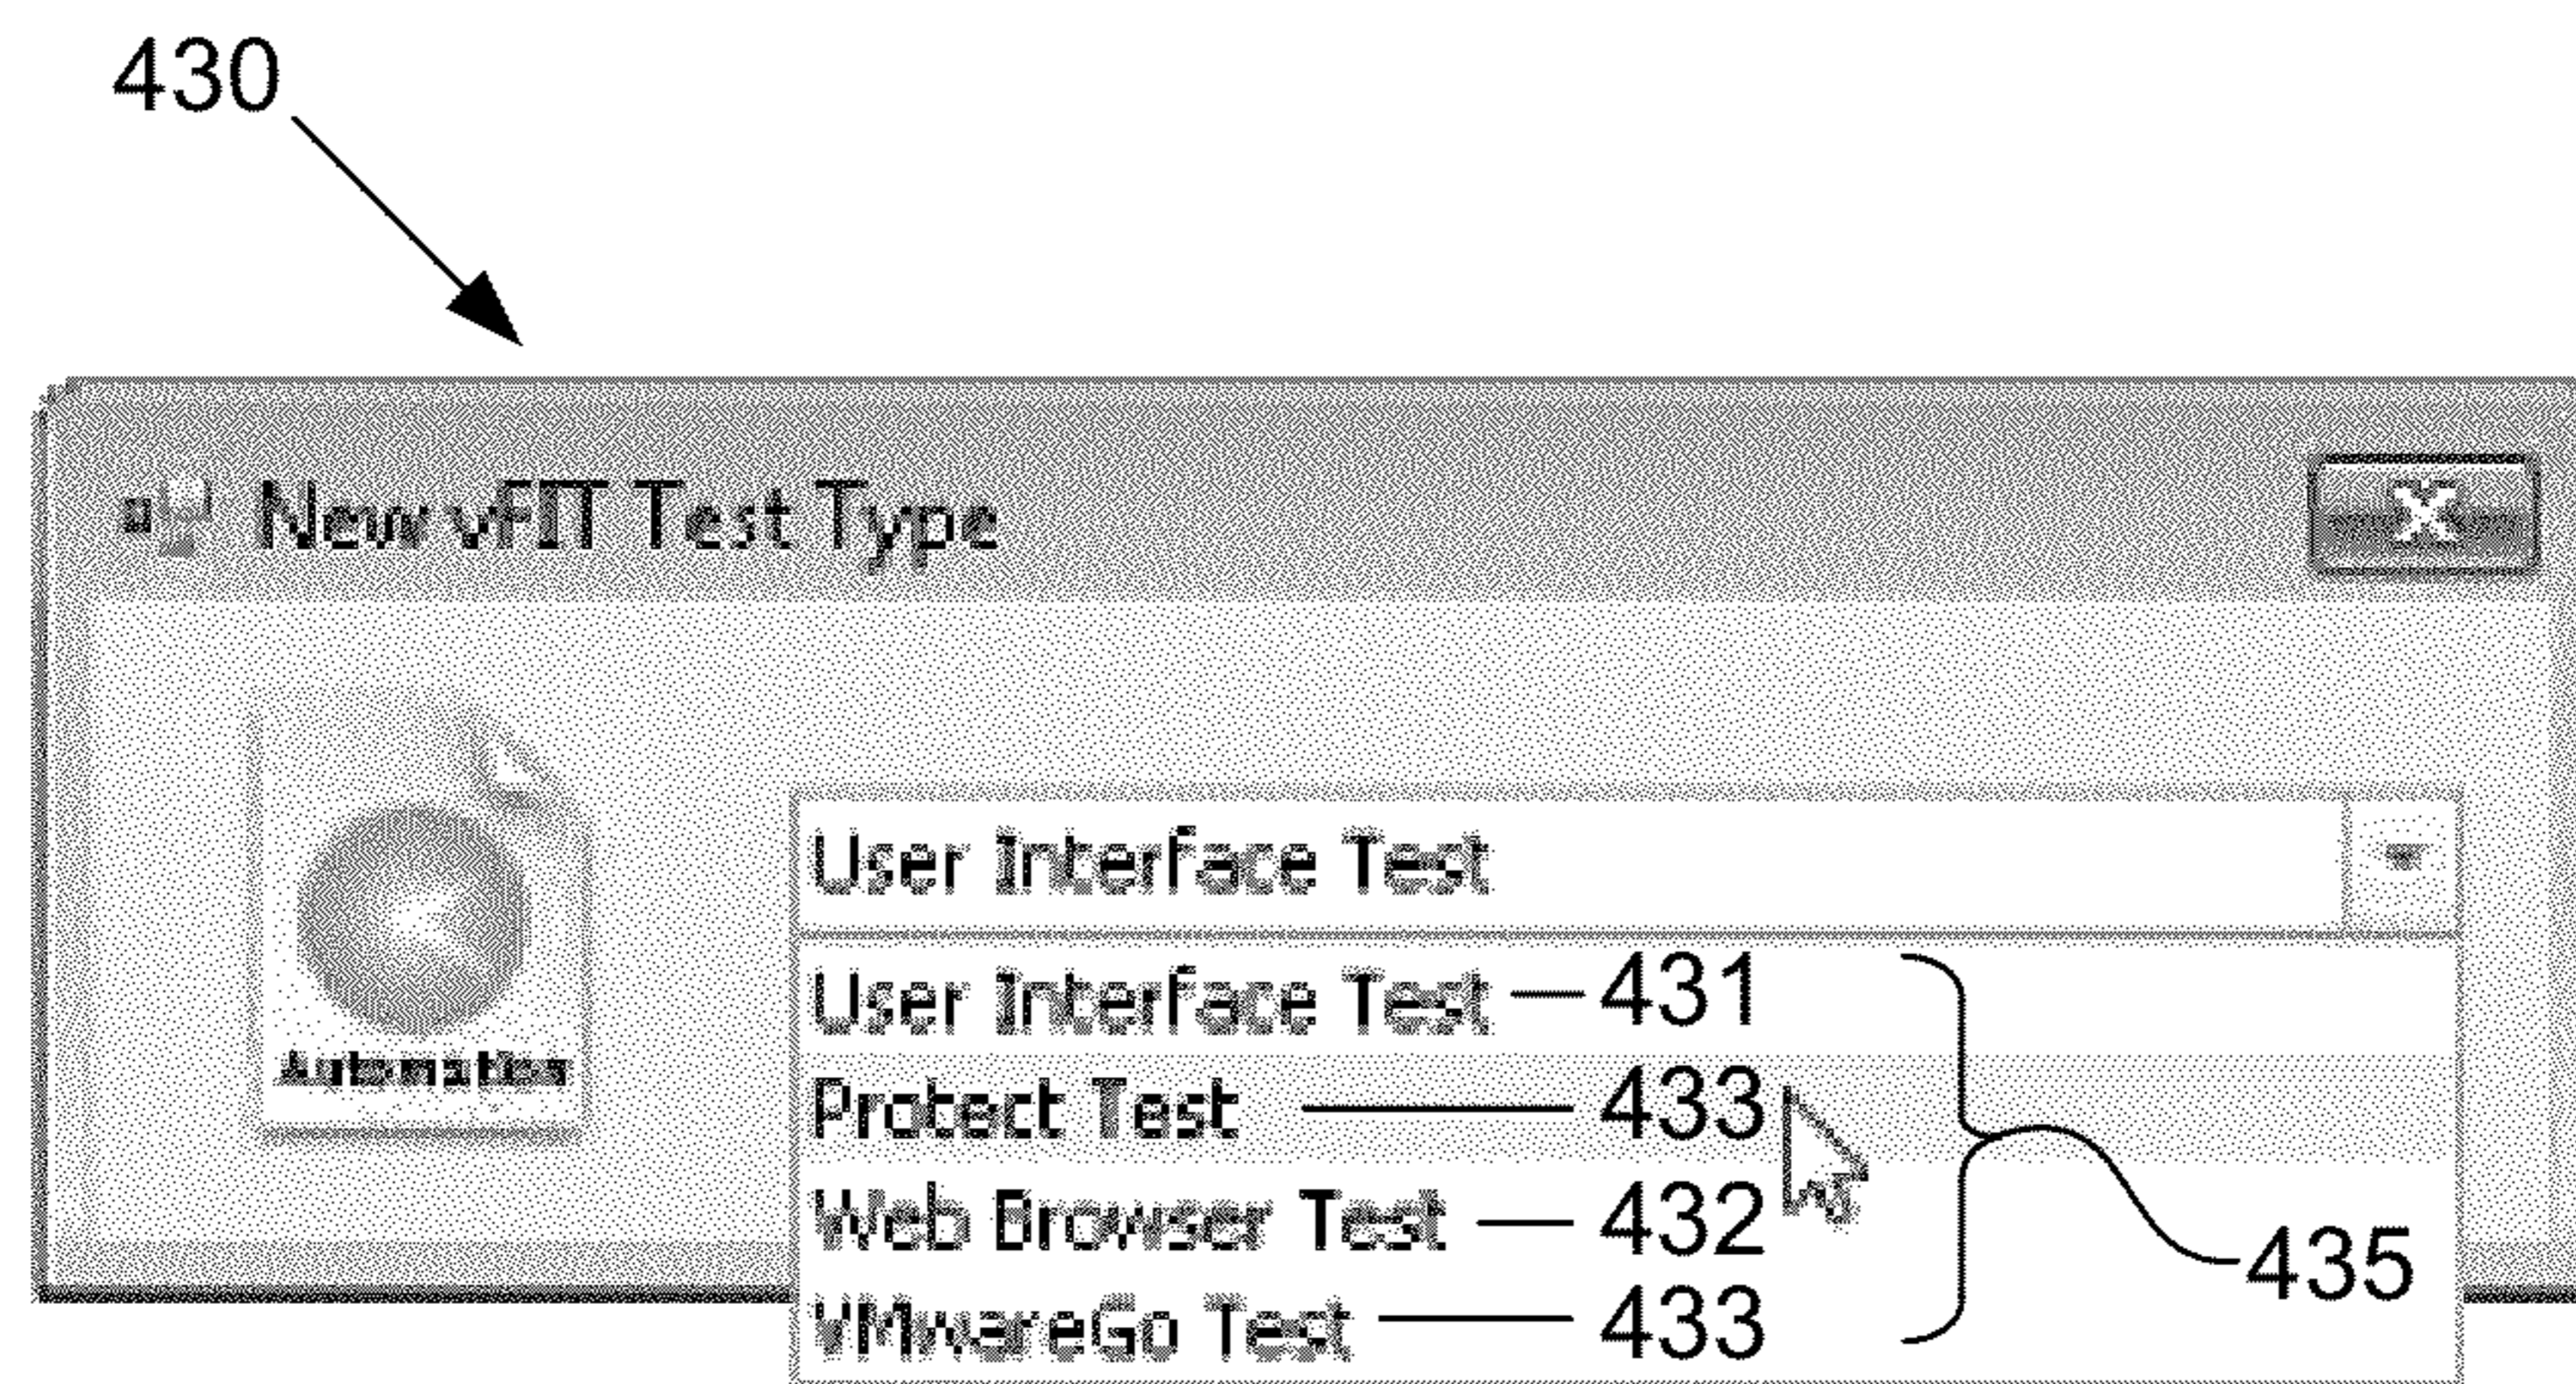 430
New vFIT Test Type
X
User Interface Test
User Interface Test 431
Automation
Protect Test 433
Web Browser Test 432
VMwareGo Test 433
435